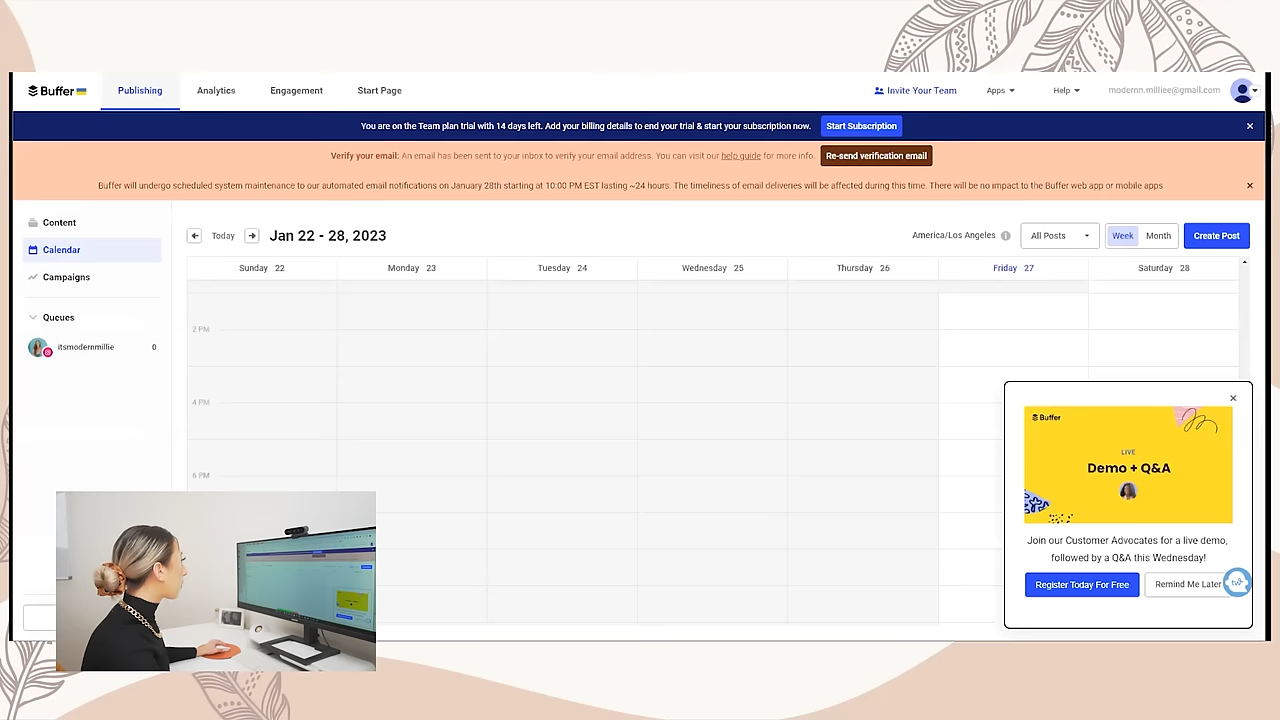 Buffer
Publishing
Analytics
Engagement
Start Page
Invite Your Team
Apps
Help
modernn.milliee@gmail.com
You are on the Team plan trial with 14 days left. Add your billing details to end your trial & start your subscription now.
Start Subscription
Verify your email: An email has been sent to your inbox to verify your email address. You can visit our help guide for more info.
Re-send verification email
Buffer will undergo scheduled system maintenance to our automated email notifications on January 28th starting at 10:00 PM EST lasting ~24 hours. The timeliness of email deliveries will be affected during this time. There will be no impact to the Buffer web app or mobile apps
Content
Calendar
Campaigns
Queues
itsmodernmillie 0
Today
Jan 22 - 28, 2023
America/Los Angeles
All Posts
Week
Month
Create Post
Sunday 22
Monday 23
Tuesday 24
Wednesday 25
Thursday 26
Friday 27
Saturday 28
2 PM
4 PM
6 PM
Buffer
LIVE
Demo + Q&A
Join our Customer Advocates for a live demo,
followed by a Q&A this Wednesday!
Register Today For Free
Remind Me Later